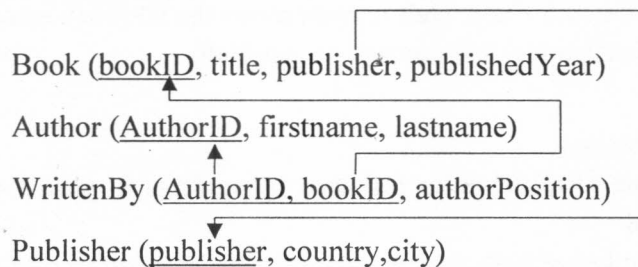 Book (bookID, title, publisher, publishedYear)
Author (AuthorID, firstname, lastname)
WrittenBy (AuthorID, bookID, authorPosition)
Publisher (publisher, country,city)